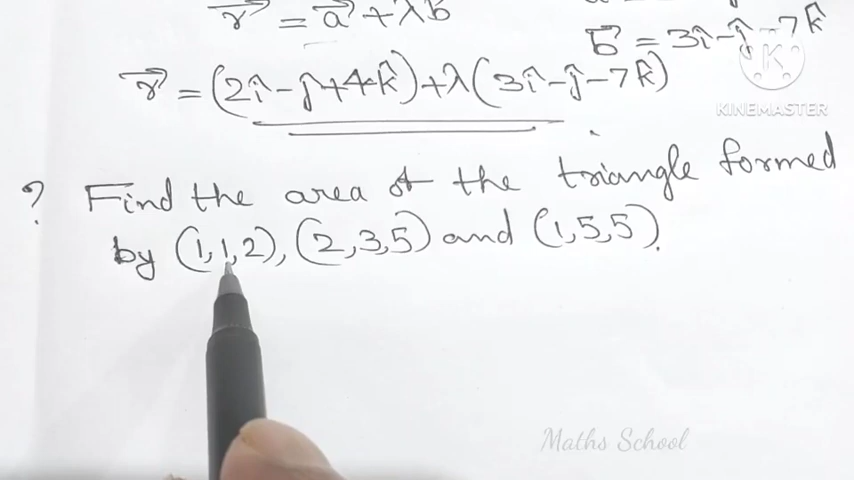 r = a + λb
b = 3î-ĵ-7k̂
r = (2î-ĵ+4k̂)+λ(3î-ĵ-7k̂)
KINEMASTER
? Find the area of the triangle formed
by (1,1,2), (2,3,5) and (1,5,5).
Maths School